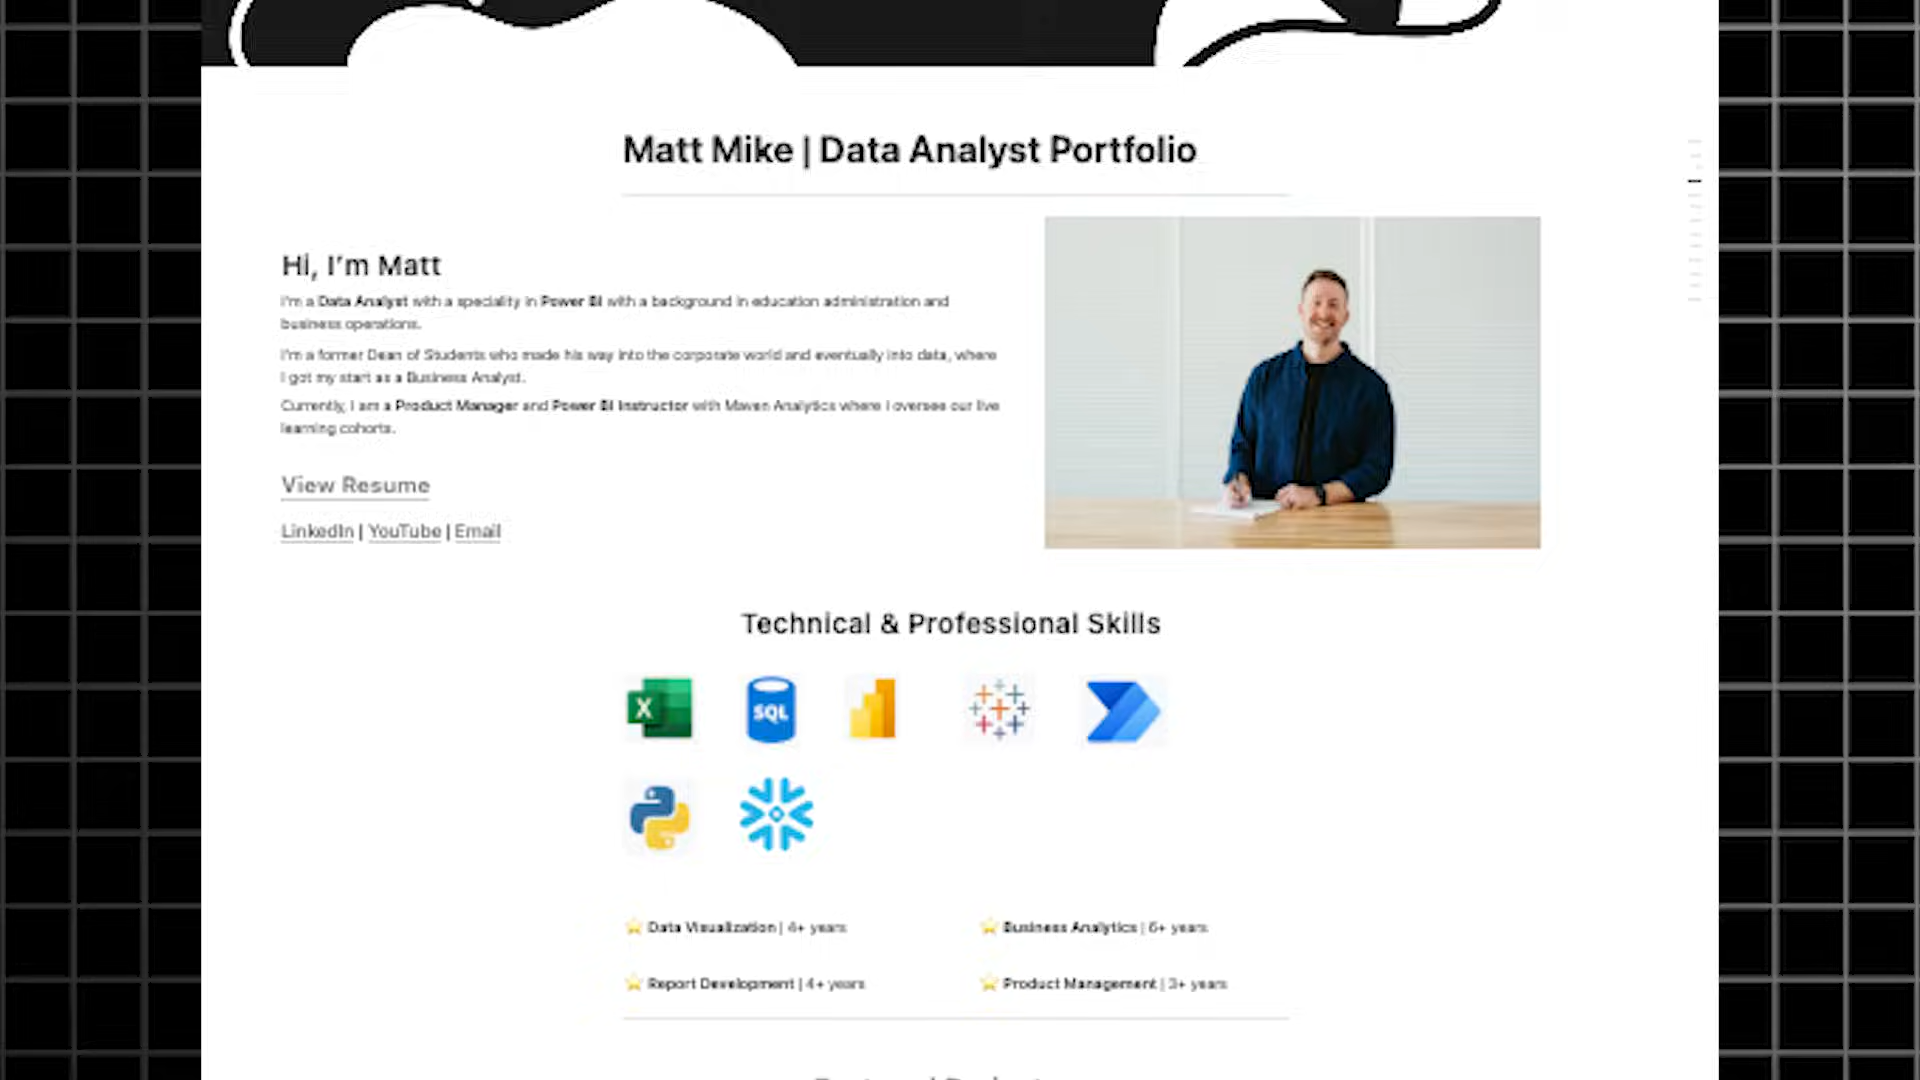 Matt Mike | Data Analyst Portfolio
Hi, I'm Matt
I'm a Data Analyst with a speciality in Power BI with a background in education administration and
business operations.
I'm a former Dean of Students who made his way into the corporate world and eventually into data, where
I got my start as a Business Analyst.
Currently, I am a Product Manager and Power BI Instructor with Maven Analytics where I oversee our live
learning cohorts.
View Resume
LinkedIn | YouTube | Email
Technical & Professional Skills
X
SQL
Data Visualization | 4+ years
Business Analytics | 6+ years
Report Development | 4+ years
Product Management | 3+ years